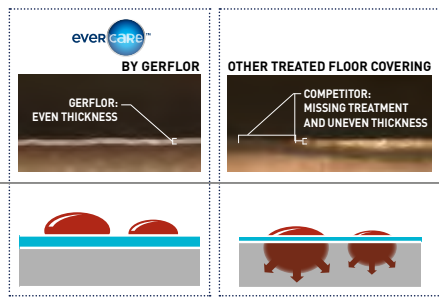 evercare™
BY GERFLOR
GERFLOR:
EVEN THICKNESS
OTHER TREATED FLOOR COVERING
COMPETITOR:
MISSING TREATMENT
AND UNEVEN THICKNESS